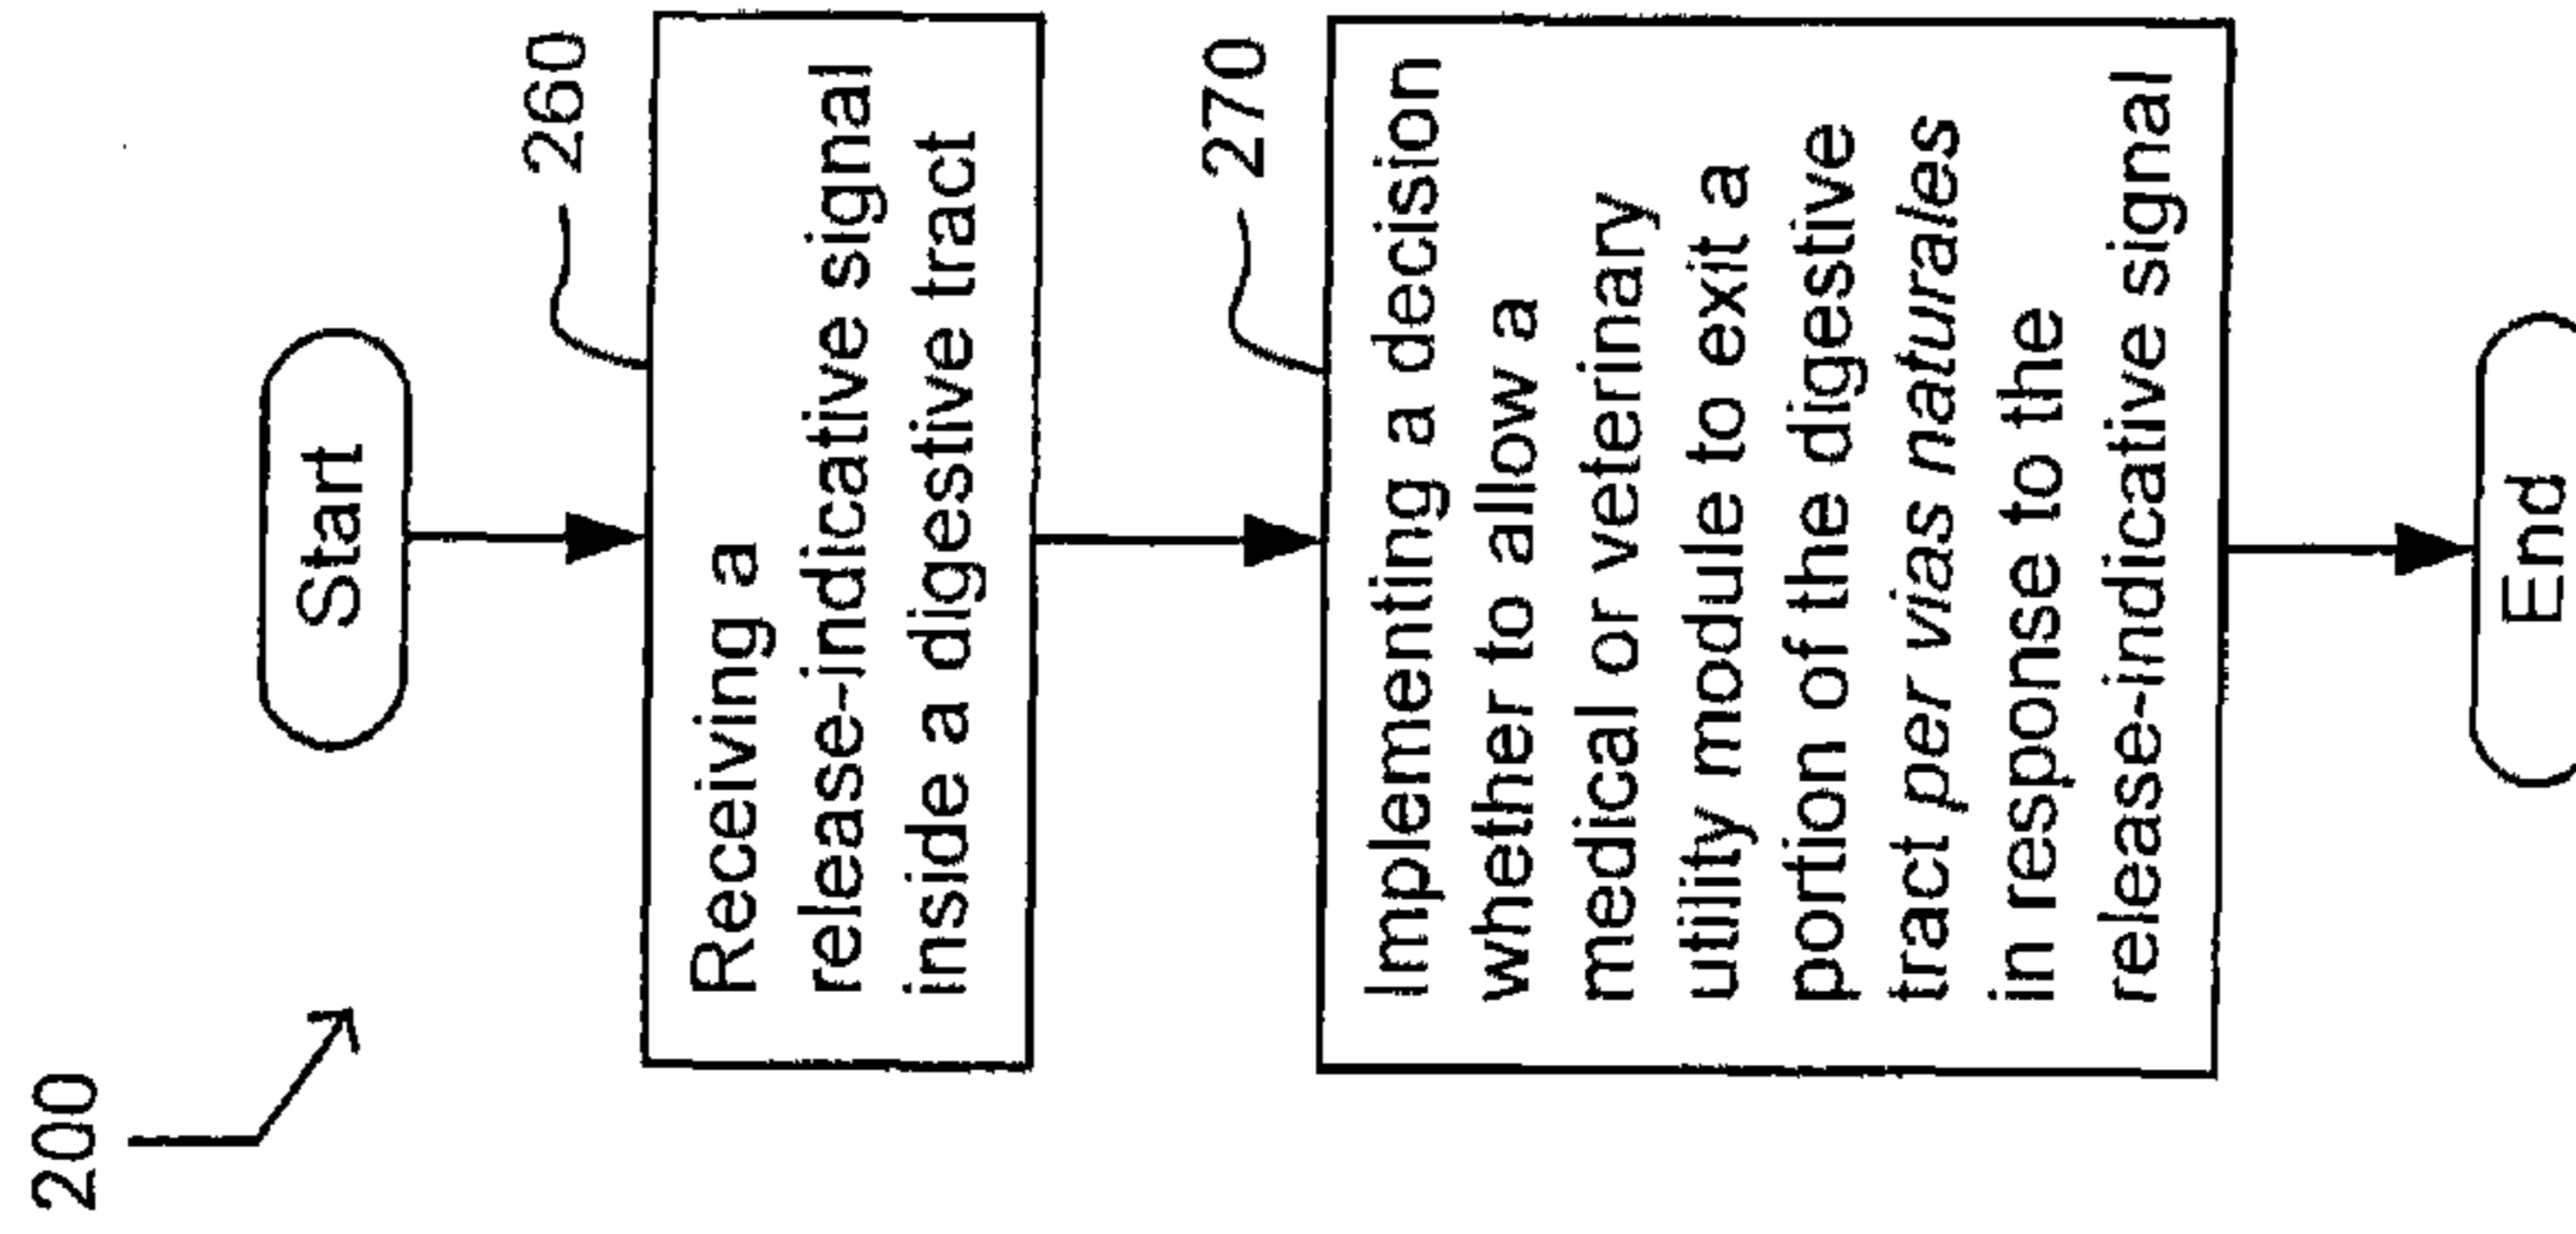 200
Start
260
Receiving a
release-indicative signal
inside a digestive tract
270
Implementing a decision
whether to allow a
medical or veterinary
utility module to exit a
portion of the digestive
tract per vias naturales
in response to the
release-indicative signal
End